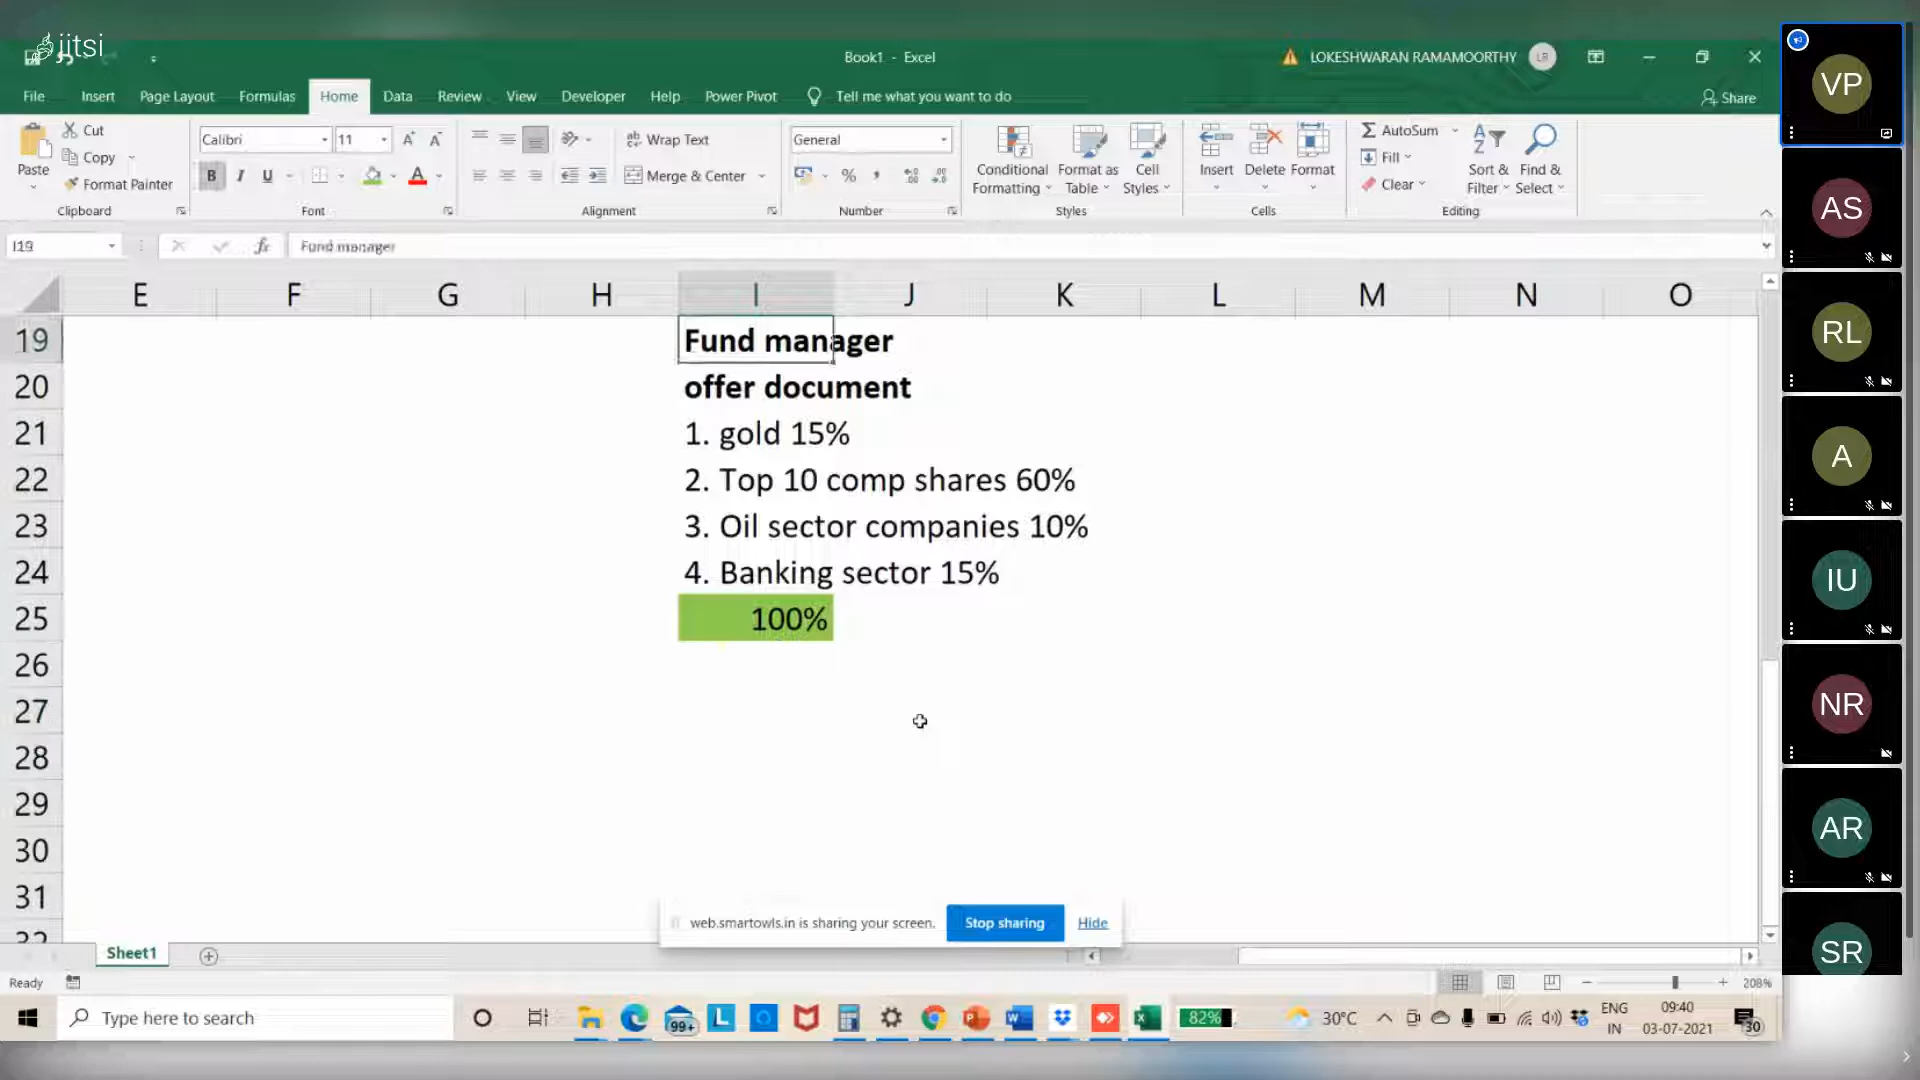 jitsi
Book1 - Excel
LOKESHWARAN RAMAMOORTHY
LR
File
Insert
Page Layout
Formulas
Home
Data
Review
View
Developer
Help
Power Pivot
Tell me what you want to do
Share
Paste
Cut
Copy
Format Painter
Clipboard
Calibri
11
B
I
U
Font
Wrap Text
Merge & Center
Alignment
General
Number
Conditional Formatting
Format as Table
Cell Styles
Styles
Insert
Delete
Format
Cells
AutoSum
Fill
Clear
Sort & Filter
Find & Select
Editing
I19
fx
Fund manager
E F G H I J K L M N O
19 Fund manager
20 offer document
21 1. gold 15%
22 2. Top 10 comp shares 60%
23 3. Oil sector companies 10%
24 4. Banking sector 15%
25 100%
26
27
28
29
30
31
32
web.smartowls.in is sharing your screen.
Stop sharing
Hide
Sheet1
Ready
208%
Type here to search
99+
82%
30°C
ENG
IN
09:40
03-07-2021
30
VP
AS
RL
A
IU
NR
AR
SR